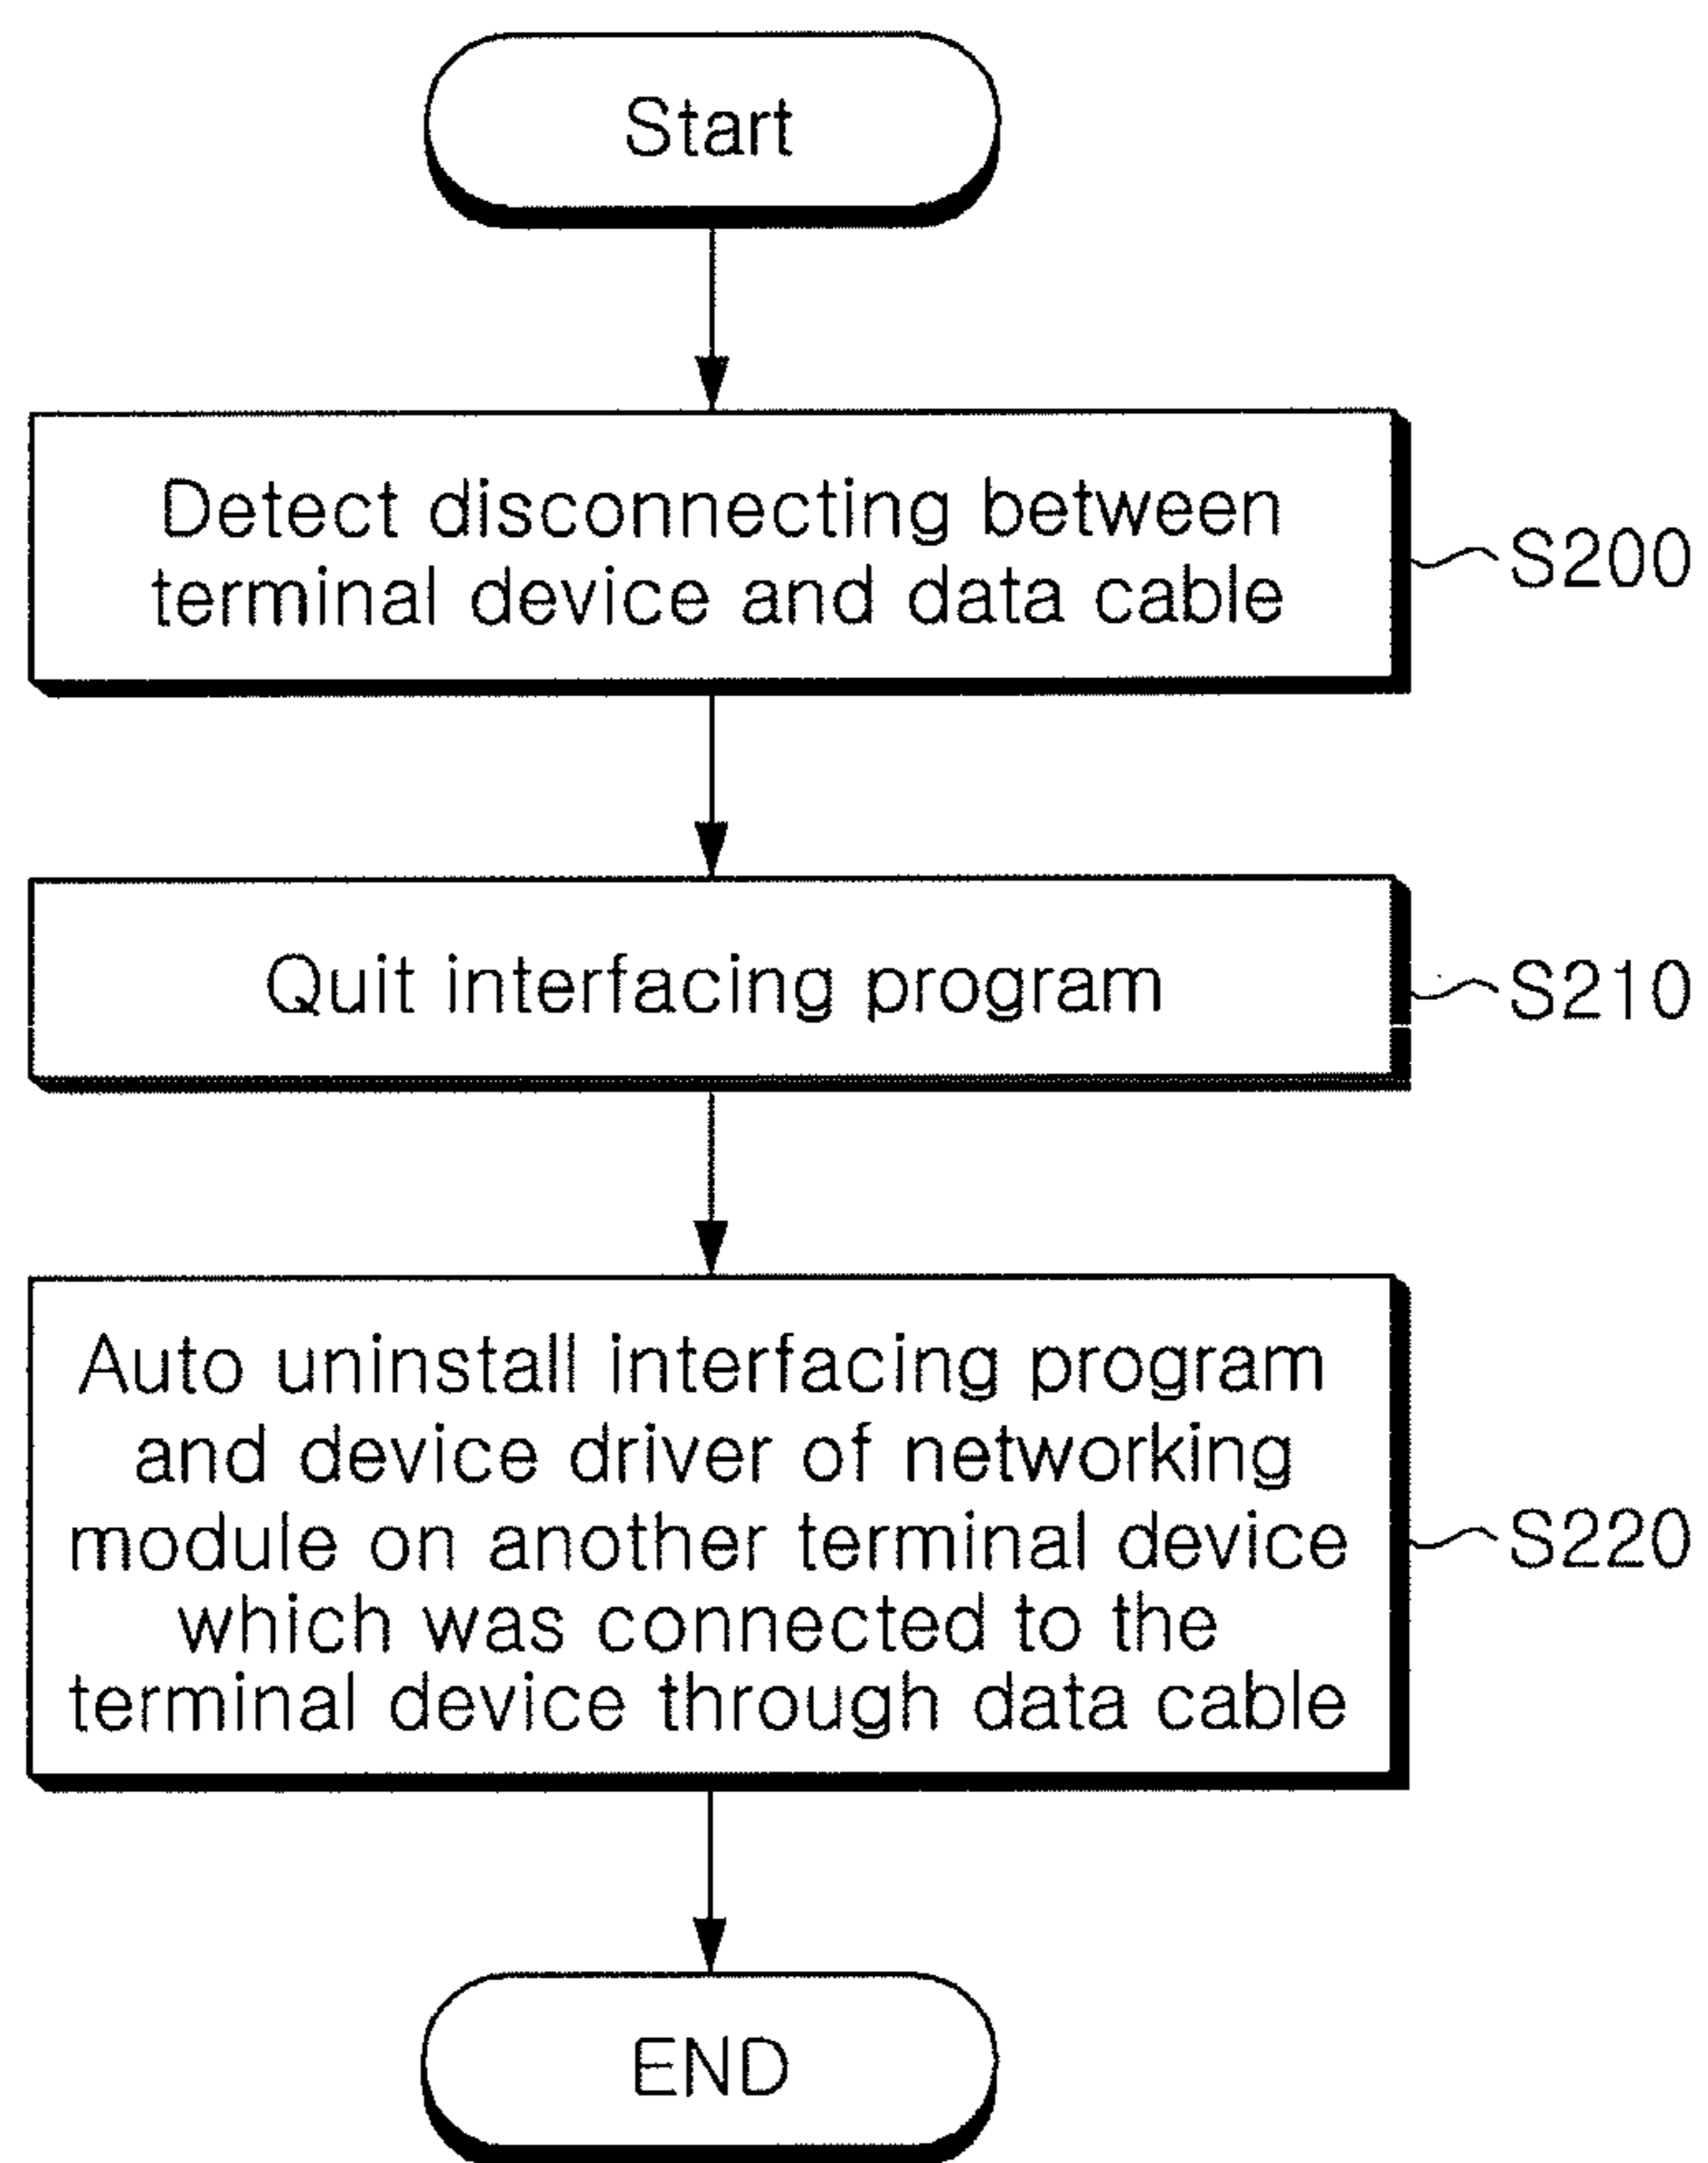 Start
Detect disconnecting between
terminal device and data cable
S200
Quit interfacing program
S210
Auto uninstall interfacing program
and device driver of networking
module on another terminal device
which was connected to the
terminal device through data cable
S220
END